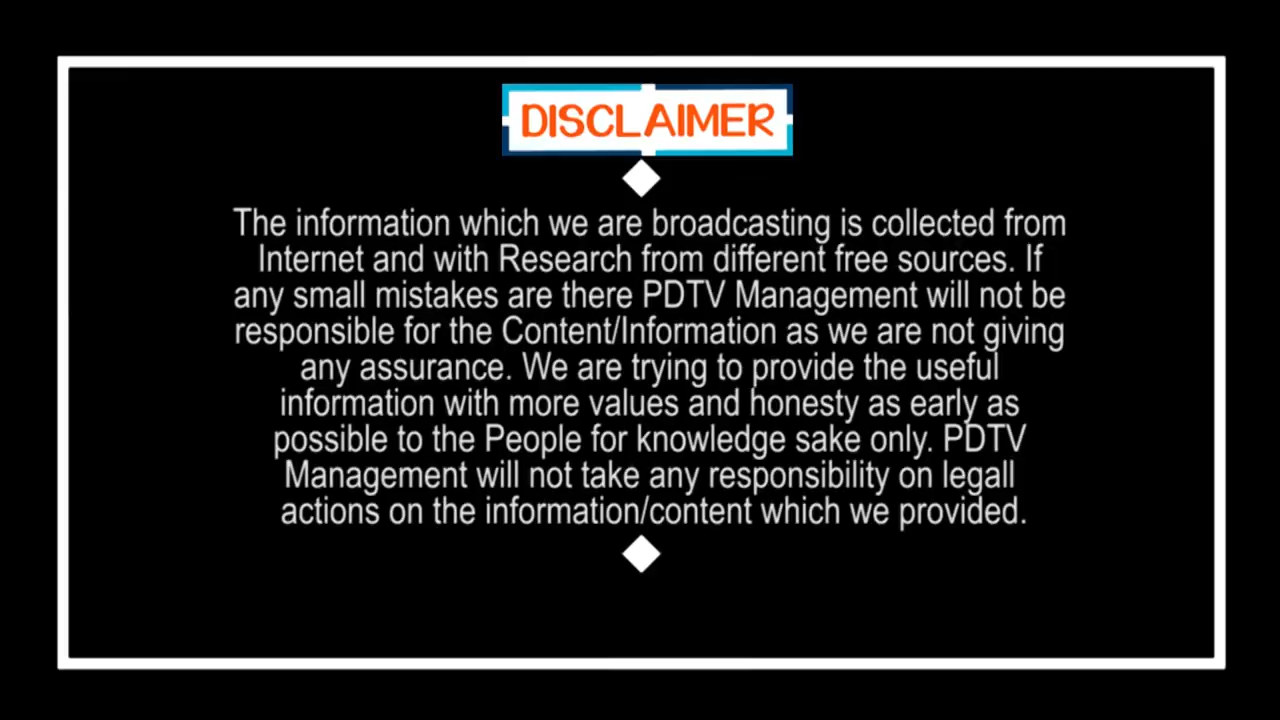 DISCLAIMER
The information which we are broadcasting is collected from
Internet and with Research from different free sources. If
any small mistakes are there PDTV Management will not be
responsible for the Content/Information as we are not giving
any assurance. We are trying to provide the useful
information with more values and honesty as early as
possible to the People for knowledge sake only. PDTV
Management will not take any responsibility on legall
actions on the information/content which we provided.